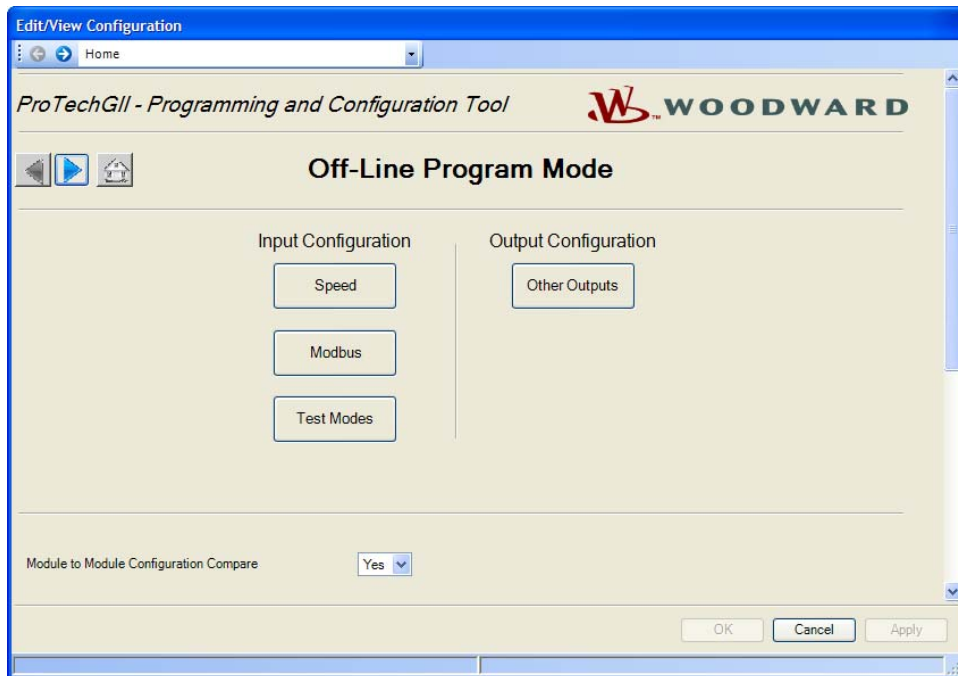 Edit/View Configuration
Home
ProTechGII - Programming and Configuration Tool
WOODWARD
Off-Line Program Mode
Input Configuration
Output Configuration
Speed
Other Outputs
Modbus
Test Modes
Module to Module Configuration Compare
Yes
OK
Cancel
Apply